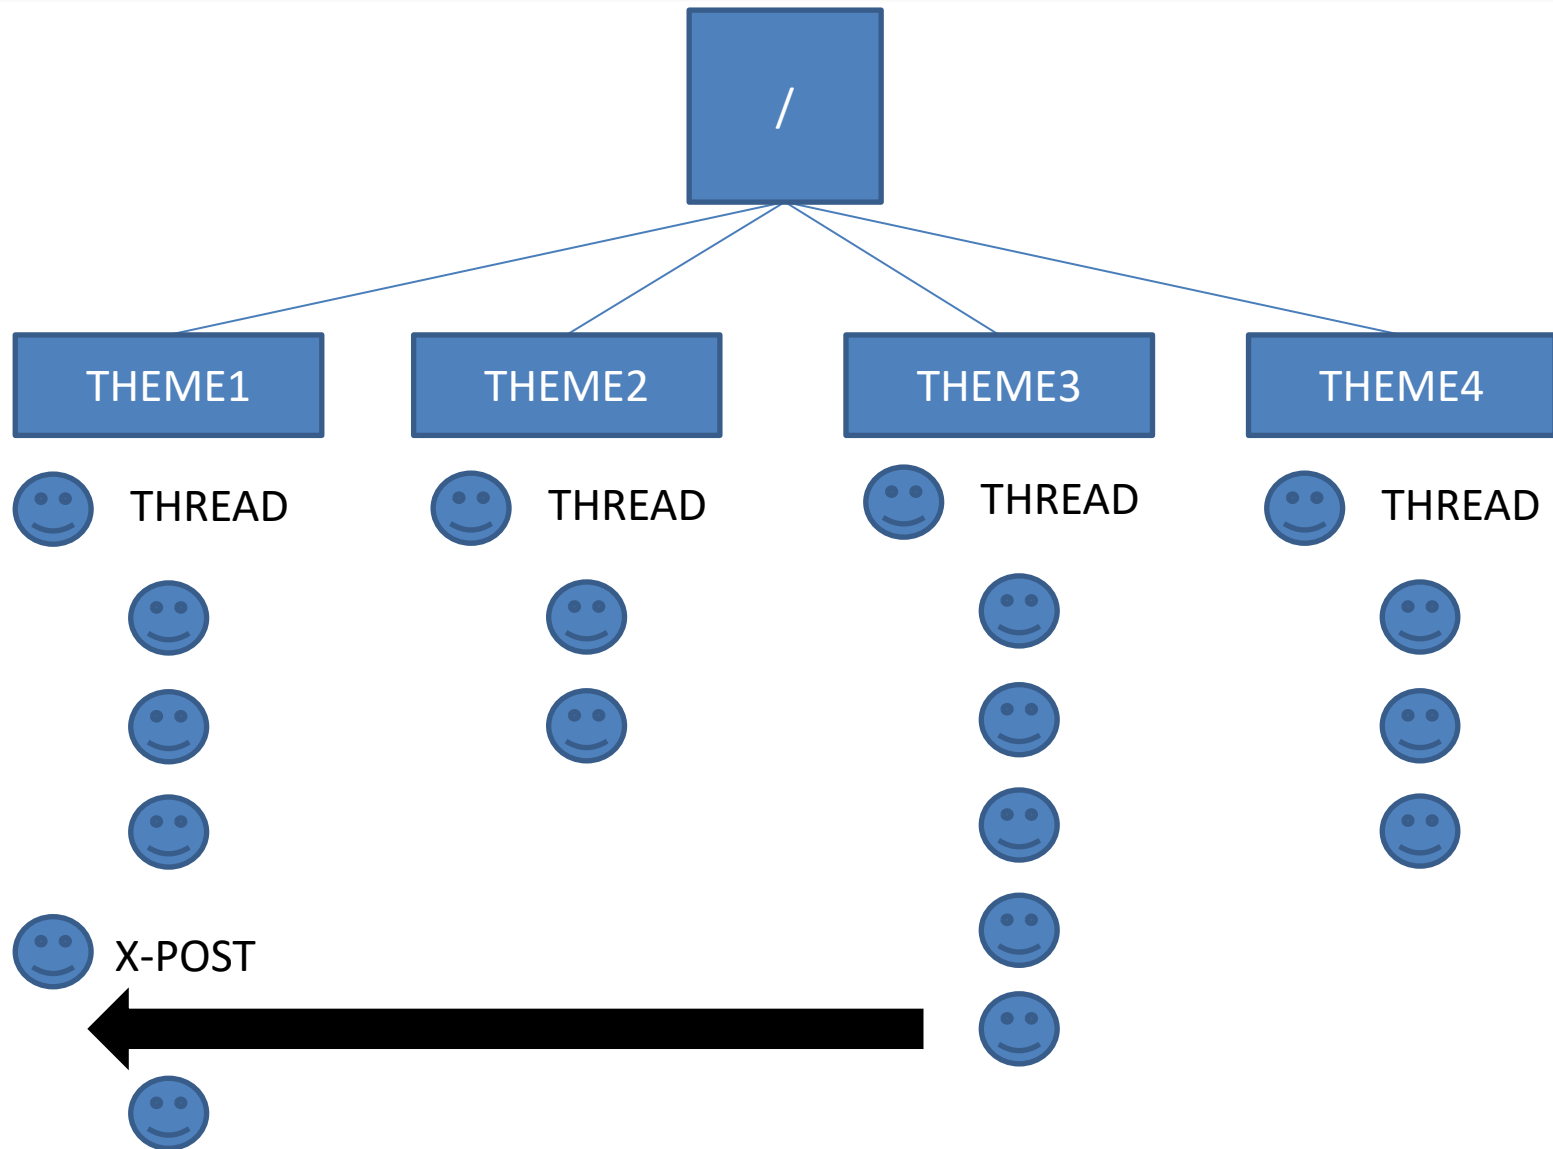 /
THEME1
THEME2
THEME3
THEME4
THREAD
THREAD
THREAD
THREAD
X-POST